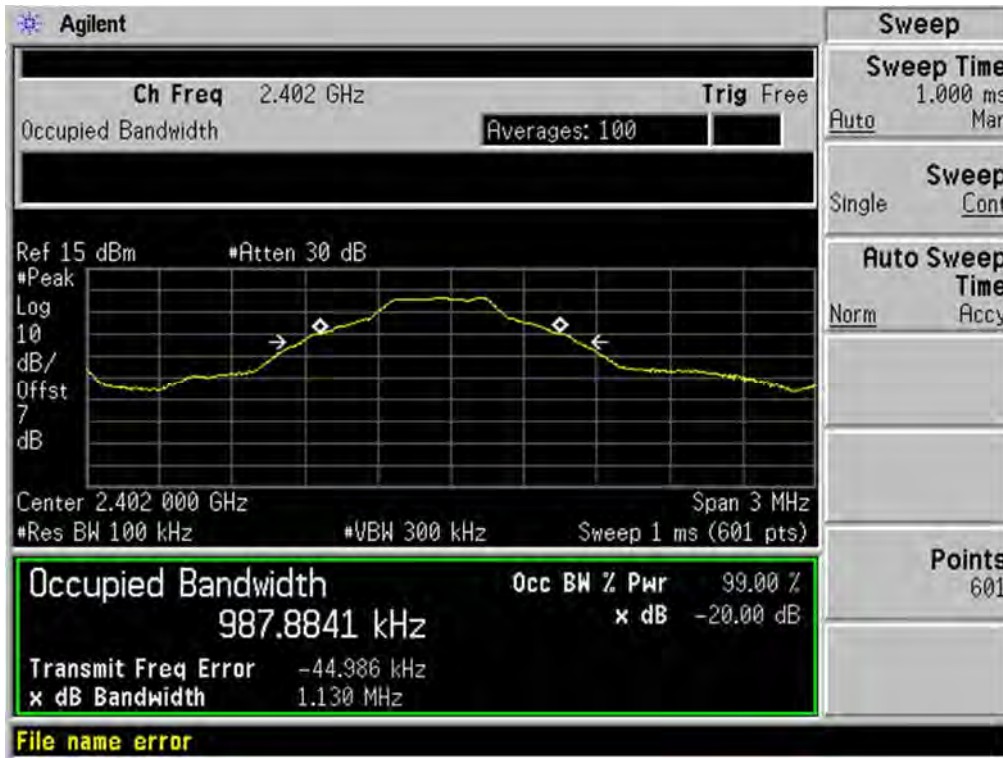 Agilent
Sweep
Ch Freq 2.402 GHz Trig Free
Occupied Bandwidth Averages: 100
Ref 15 dBm #Atten 30 dB
#Peak
Log
10
dB/
Offst
7
dB
Center 2.402 000 GHz Span 3 MHz
#Res BW 100 kHz #VBW 300 kHz Sweep 1 ms (601 pts)
Occupied Bandwidth
987.8841 kHz
Occ BW % Pwr 99.00 %
x dB -20.00 dB
Transmit Freq Error -44.986 kHz
x dB Bandwidth 1.130 MHz
File name error
Sweep Time
1.000 ms
Auto Man
Sweep
Single Cont
Auto Sweep
Time
Norm Accy
Points
601